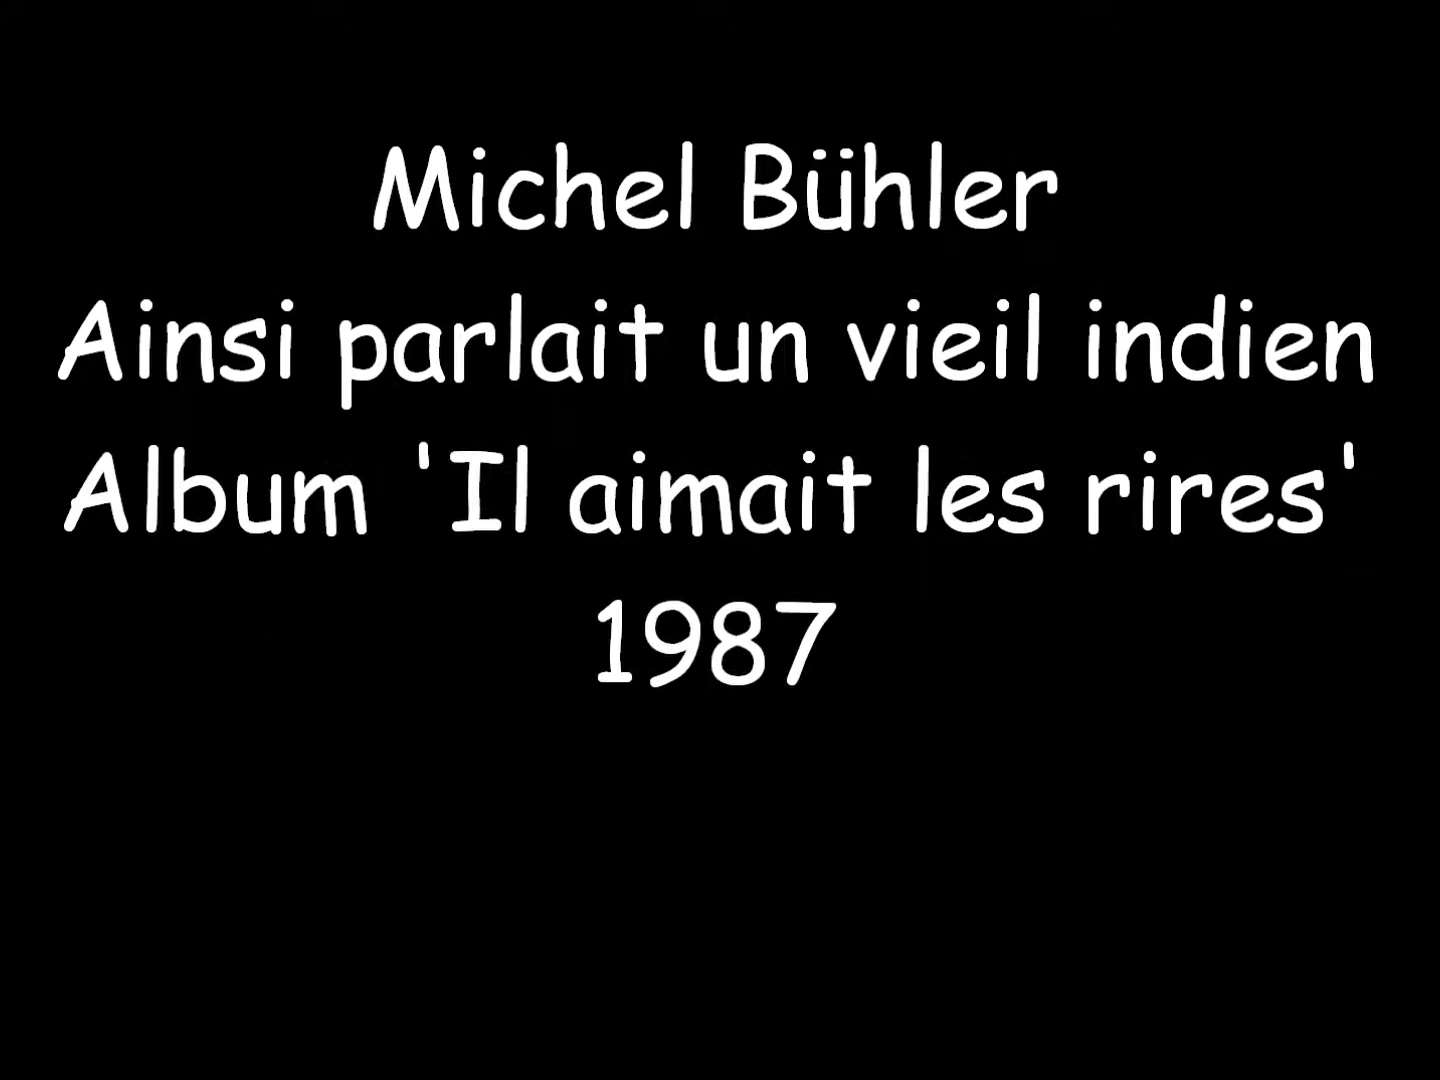 Michel Bühler
Ainsi parlait un vieil indien
Album 'Il aimait les rires'
1987